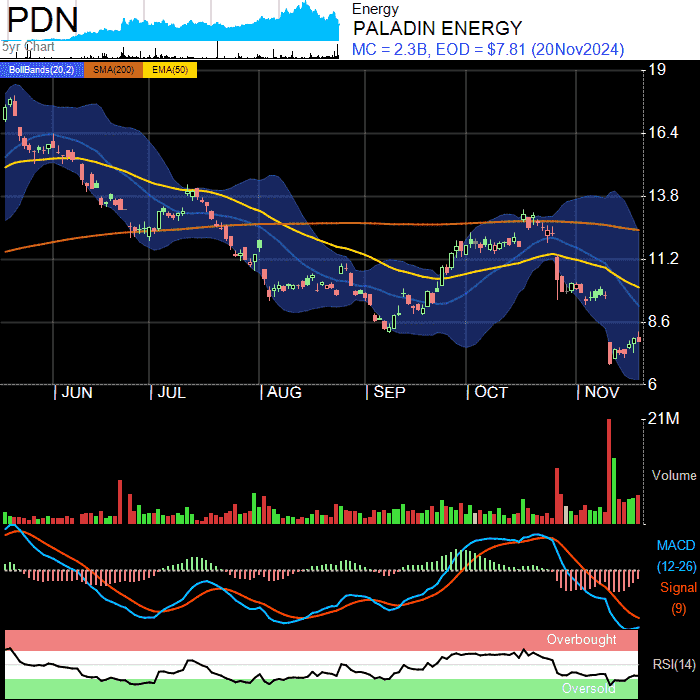 PDN
5yr Chart
Energy
PALADIN ENERGY
MC = 2.3B, EOD = $7.81 (20Nov2024)
BollBands(20,2) SMA(200) EMA(50)
19
16.4
13.8
11.2
8.6
6
JUN JUL AUG SEP OCT NOV
21M
Volume
MACD
(12-26)
Signal
(9)
Overbought
RSI(14)
Oversold